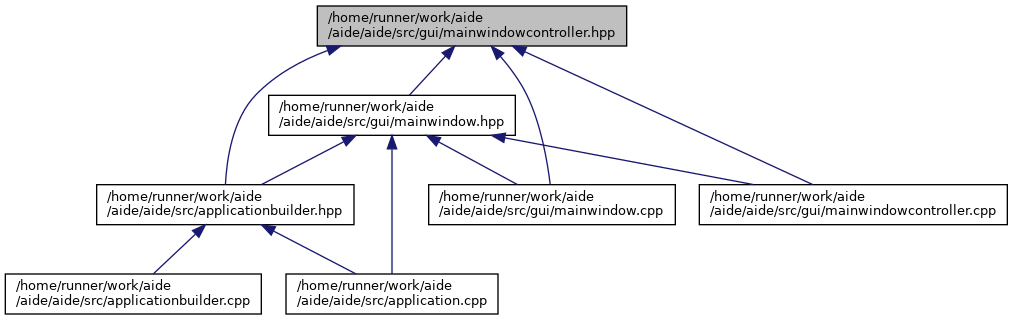 /home/runner/work/aide
/aide/aide/src/gui/mainwindowcontroller.hpp
/home/runner/work/aide
/aide/aide/src/gui/mainwindow.hpp
/home/runner/work/aide
/aide/aide/src/applicationbuilder.hpp
/home/runner/work/aide
/aide/aide/src/gui/mainwindow.cpp
/home/runner/work/aide
/aide/aide/src/gui/mainwindowcontroller.cpp
/home/runner/work/aide
/aide/aide/src/applicationbuilder.cpp
/home/runner/work/aide
/aide/aide/src/application.cpp